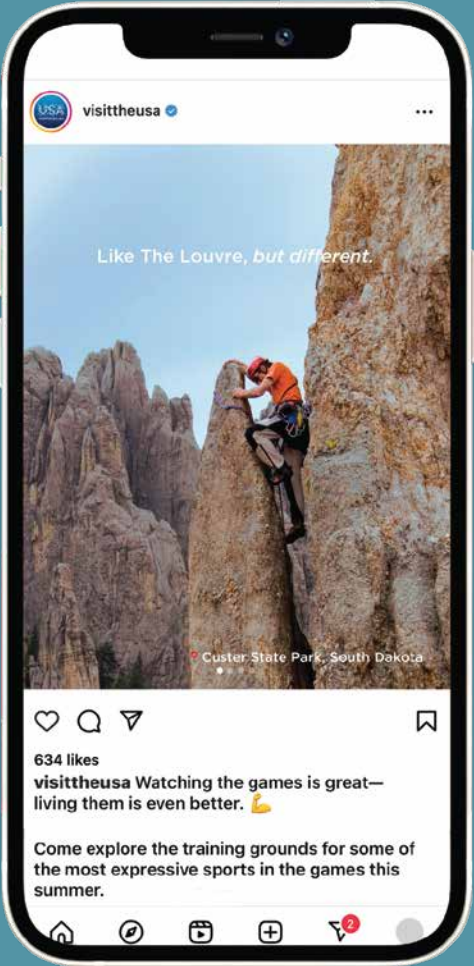 USA
visittheusa
Like The Louvre, but different.
Custer State Park, South Dakota
634 likes
visittheusa Watching the games is great—
living them is even better. 💪
Come explore the training grounds for some of
the most expressive sports in the games this
summer.
2